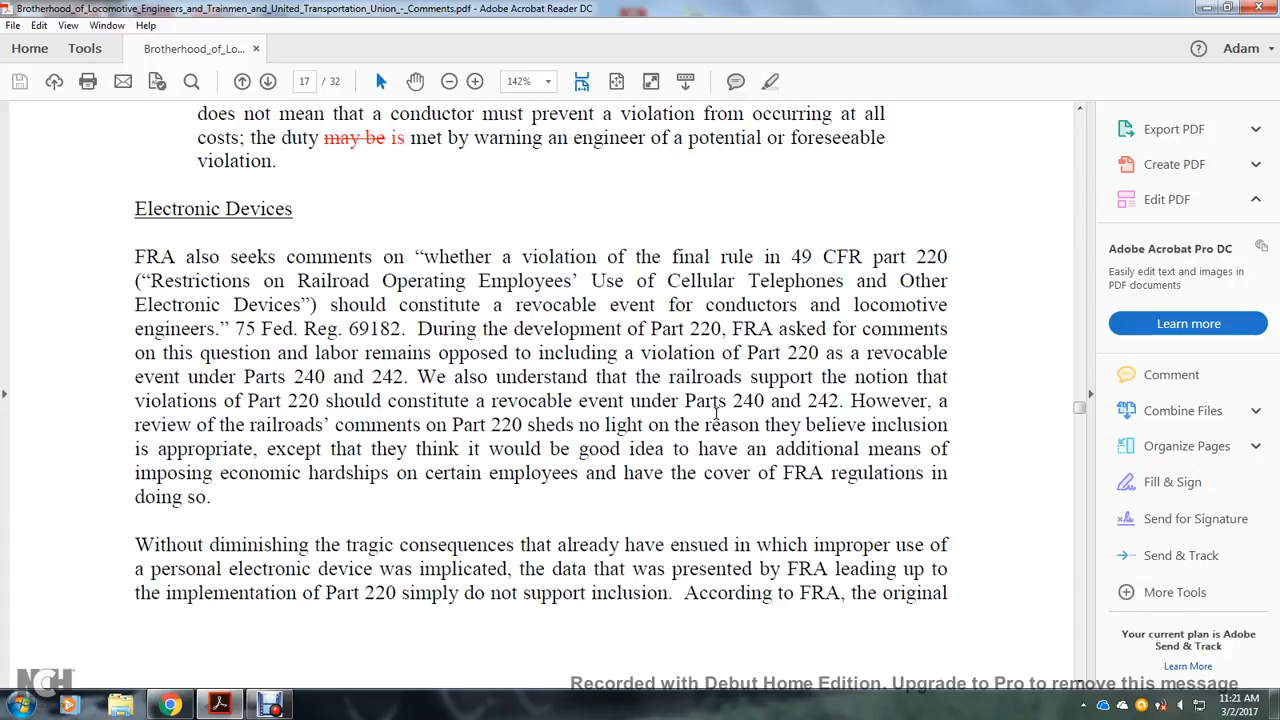 Brotherhood_of_Locomotive_Engineers_and_Trainmen_and_United_Transportation_Union_-_Comments.pdf - Adobe Acrobat Reader DC
File Edit View Window Help
Home Tools Brotherhood_of_Lo... × Adam
17 / 32 142%
does not mean that a conductor must prevent a violation from occurring at all
costs; the duty may be is met by warning an engineer of a potential or foreseeable
violation.
Electronic Devices
FRA also seeks comments on “whether a violation of the final rule in 49 CFR part 220
(“Restrictions on Railroad Operating Employees’ Use of Cellular Telephones and Other
Electronic Devices”) should constitute a revocable event for conductors and locomotive
engineers.” 75 Fed. Reg. 69182. During the development of Part 220, FRA asked for comments
on this question and labor remains opposed to including a violation of Part 220 as a revocable
event under Parts 240 and 242. We also understand that the railroads support the notion that
violations of Part 220 should constitute a revocable event under Parts 240 and 242. However, a
review of the railroads’ comments on Part 220 sheds no light on the reason they believe inclusion
is appropriate, except that they think it would be good idea to have an additional means of
imposing economic hardships on certain employees and have the cover of FRA regulations in
doing so.
Without diminishing the tragic consequences that already have ensued in which improper use of
a personal electronic device was implicated, the data that was presented by FRA leading up to
the implementation of Part 220 simply do not support inclusion. According to FRA, the original
Export PDF
Create PDF
Edit PDF
Adobe Acrobat Pro DC
Easily edit text and images in
PDF documents
Learn more
Comment
Combine Files
Organize Pages
Fill & Sign
Send for Signature
Send & Track
More Tools
Your current plan is Adobe
Send & Track
Learn More
NCH
Recorded with Debut Home Edition. Upgrade to Pro to remove this message
11:21 AM
3/2/2017